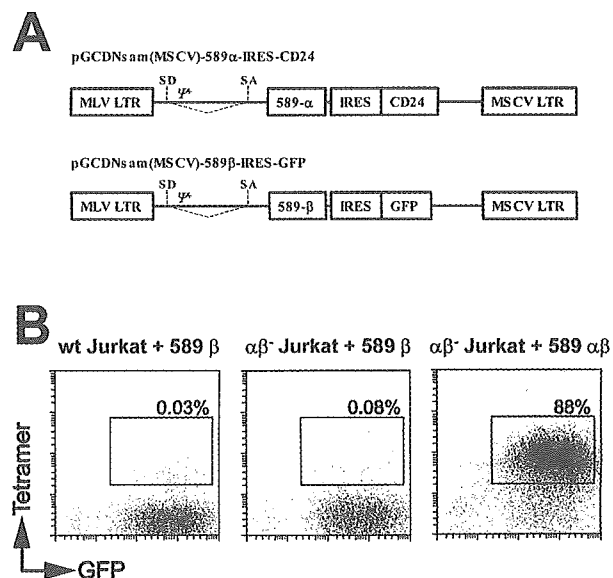 A
pGCDNsam(MSCV)-589α-IRES-CD24
SD Ψ+ SA
MLV LTR 589-α IRES CD24 MSCV LTR
pGCDNsam(MSCV)-589β-IRES-GFP
SD Ψ+ SA
MLV LTR 589-β IRES GFP MSCV LTR
B
wt Jurkat + 589 β αβ- Jurkat + 589 β αβ- Jurkat + 589 αβ
0.03% 0.08% 88%
Tetramer
GFP